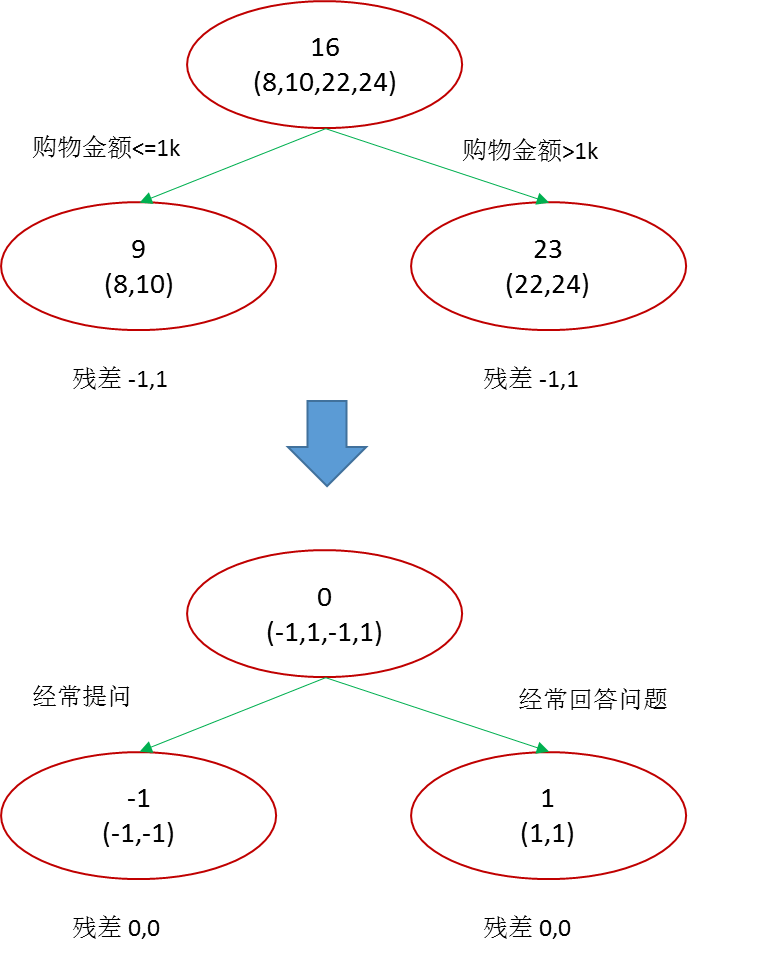 16
(8,10,22,24)
购物金额<=1k
购物金额>1k
9
(8,10)
23
(22,24)
残差 -1,1
残差 -1,1
0
(-1,1,-1,1)
经常提问
经常回答问题
-1
(-1,-1)
1
(1,1)
残差 0,0
残差 0,0